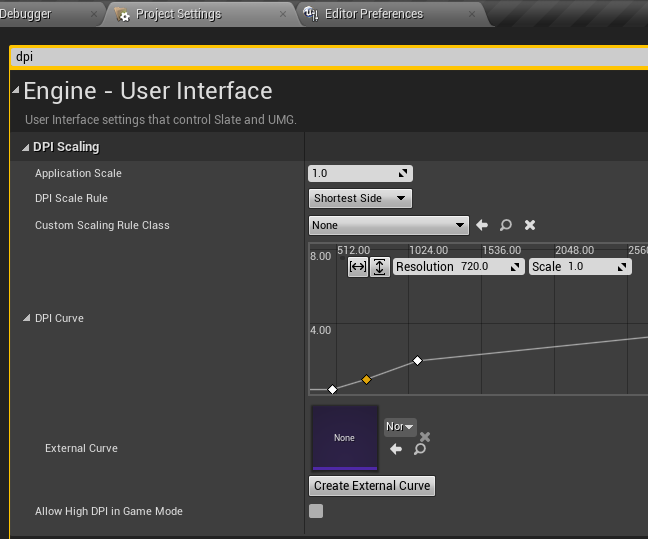 Debugger
Project Settings
Editor Preferences
dpi
Engine - User Interface
User Interface settings that control Slate and UMG.
DPI Scaling
Application Scale
1.0
DPI Scale Rule
Shortest Side
Custom Scaling Rule Class
None
512.00 1024.00 1536.00 2048.00 2560
8.00
Resolution 720.0
Scale 1.0
DPI Curve
4.00
None
Nor
External Curve
Create External Curve
Allow High DPI in Game Mode